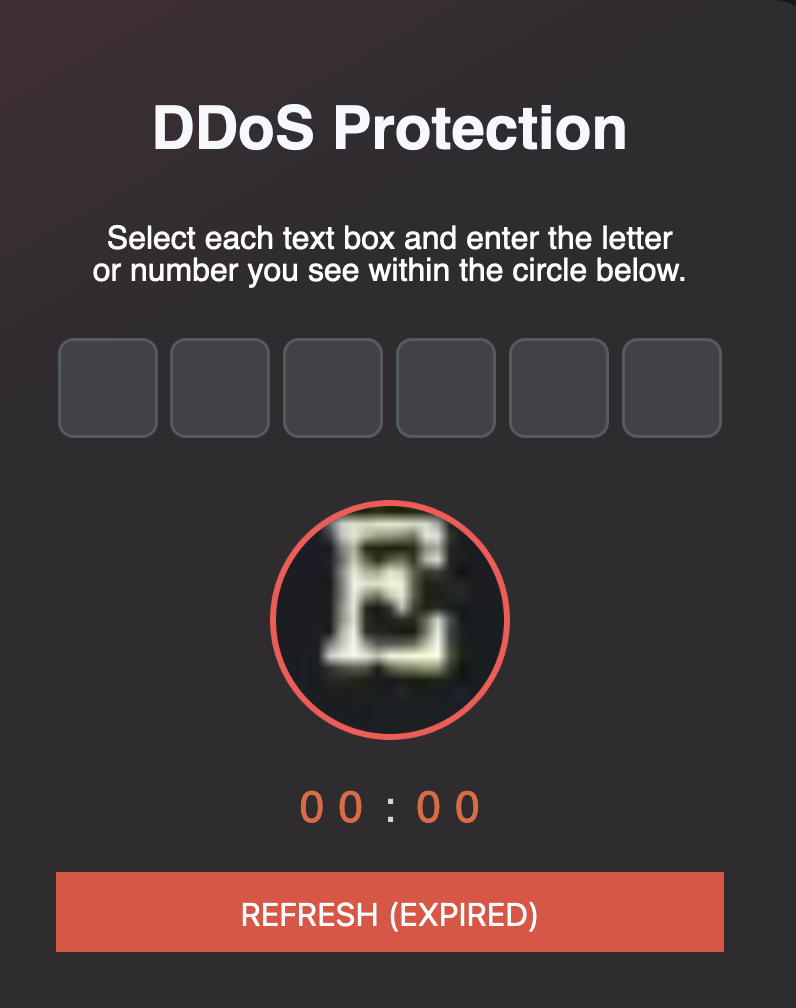 DDoS Protection
Select each text box and enter the letter
or number you see within the circle below.
E
00 : 00
REFRESH (EXPIRED)